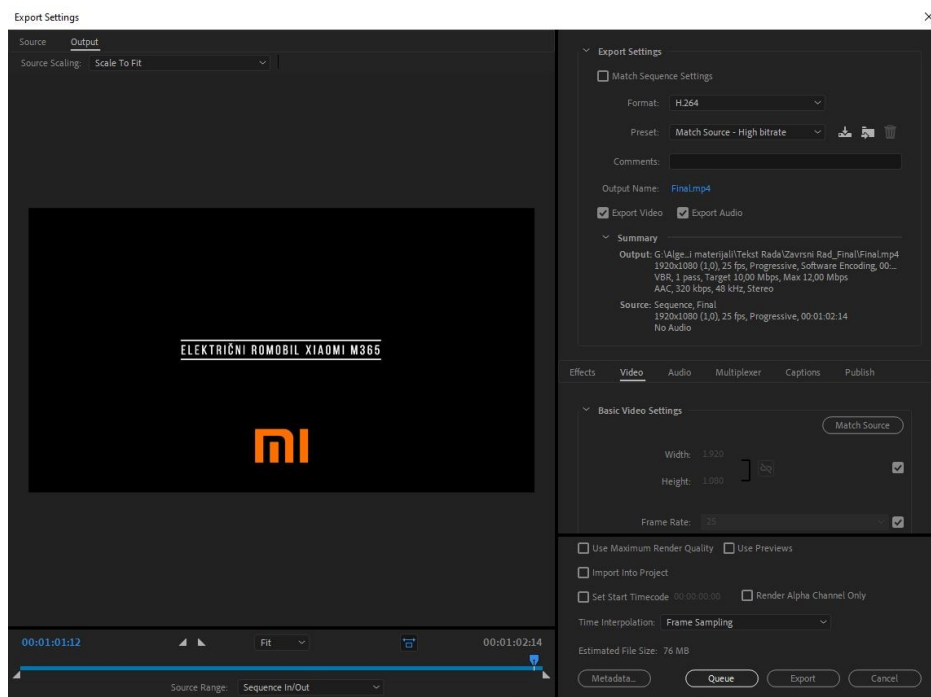 Export Settings
Source Output
Source Scaling: Scale To Fit
ELEKTRIČNI ROMOBIL XIAOMI M365
mi
00:01:01:12 Fit 00:01:02:14
Source Range: Sequence In/Out
Export Settings
Match Sequence Settings
Format: H.264
Preset: Match Source - High bitrate
Comments:
Output Name: Final.mp4
Export Video Export Audio
Summary
Output: G:\Alge..i materijali\Tekst Rada\Zavrsni Rad_Final\Final.mp4
1920x1080 (1,0), 25 fps, Progressive, Software Encoding, 00:...
VBR, 1 pass, Target 10,00 Mbps, Max 12,00 Mbps
AAC, 320 kbps, 48 kHz, Stereo
Source: Sequence, Final
1920x1080 (1,0), 25 fps, Progressive, 00:01:02:14
No Audio
Effects Video Audio Multiplexer Captions Publish
Basic Video Settings
Match Source
Width: 1.920
Height: 1.080
Frame Rate: 25
Use Maximum Render Quality Use Previews
Import Into Project
Set Start Timecode 00:00:00:00 Render Alpha Channel Only
Time Interpolation: Frame Sampling
Estimated File Size: 76 MB
Metadata... Queue Export Cancel